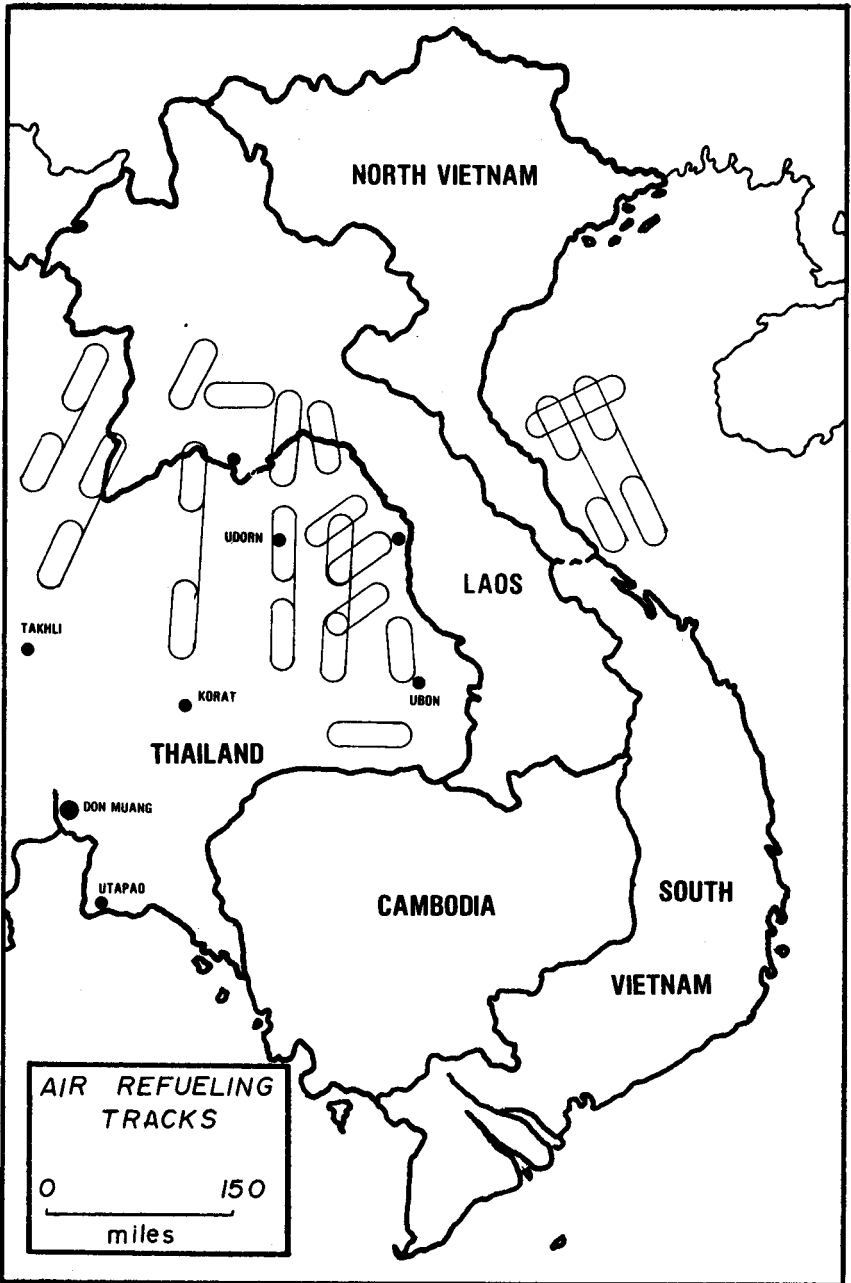 NORTH VIETNAM
UDORN
LAOS
TAKHLI
KORAT
UBON
THAILAND
DON MUANG
UTAPAO
CAMBODIA
SOUTH
VIETNAM
AIR REFUELING
TRACKS
0 150
miles